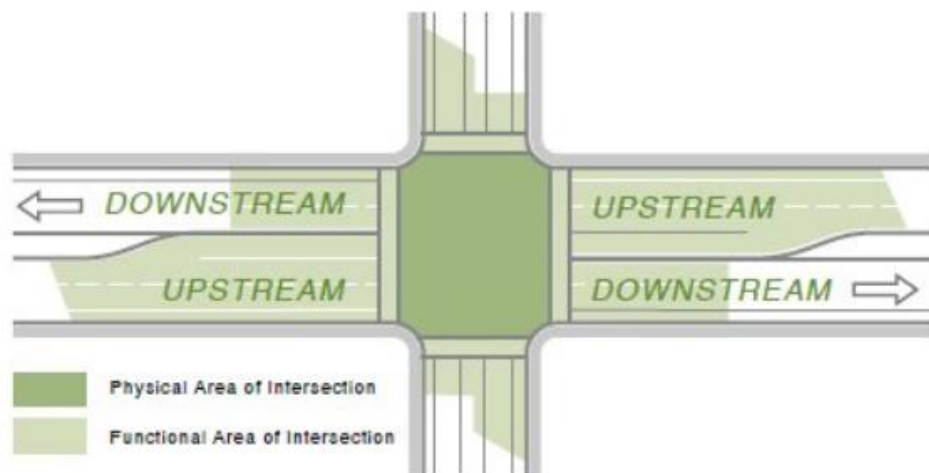 DOWNSTREAM
UPSTREAM
UPSTREAM
DOWNSTREAM
Physical Area of Intersection
Functional Area of Intersection